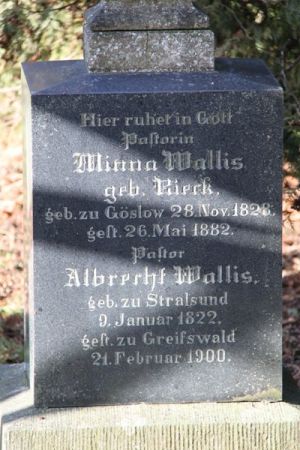 Hier ruhet in Gott
Pastorin
Minna Wallis
geb. Rieck,
geb. zu Göslow 28. Nov. 1828.
gest. 26. Mai 1882.
Pastor
Albrecht Wallis,
geb. zu Stralsund
9. Januar 1822,
gest. zu Greifswald
21. Februar 1900.